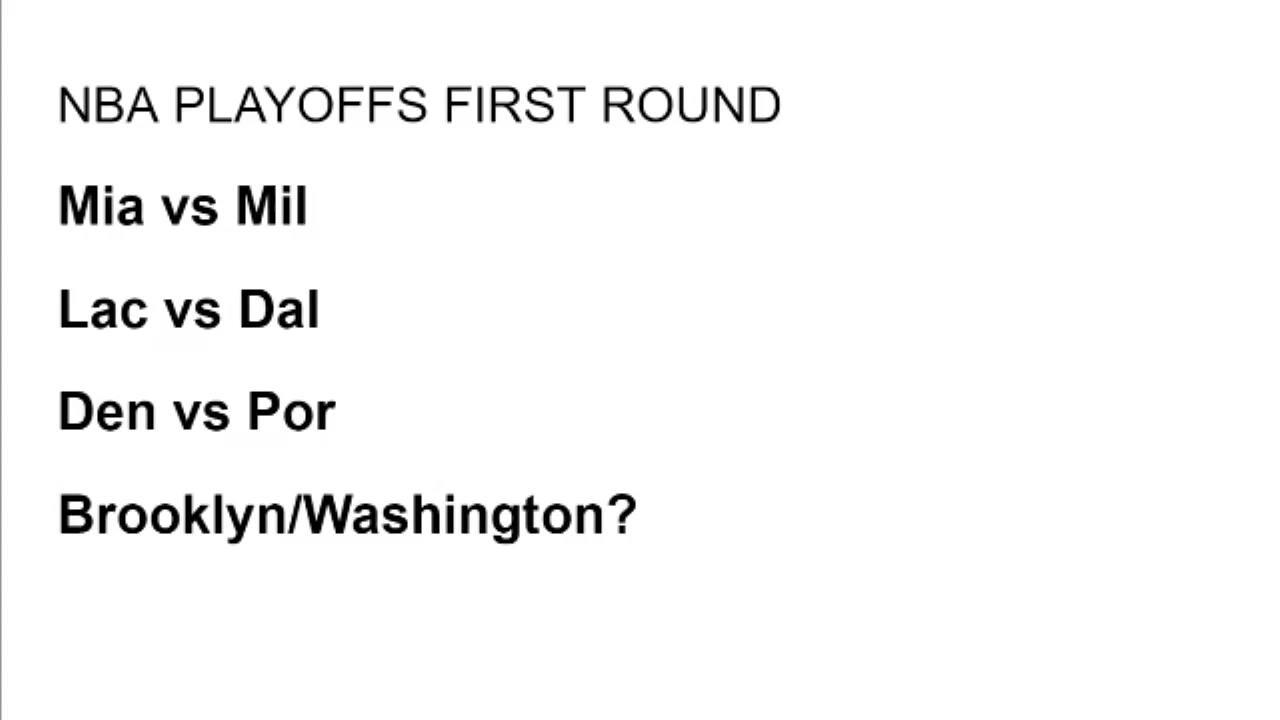 NBA PLAYOFFS FIRST ROUND
Mia vs Mil
Lac vs Dal
Den vs Por
Brooklyn/Washington?